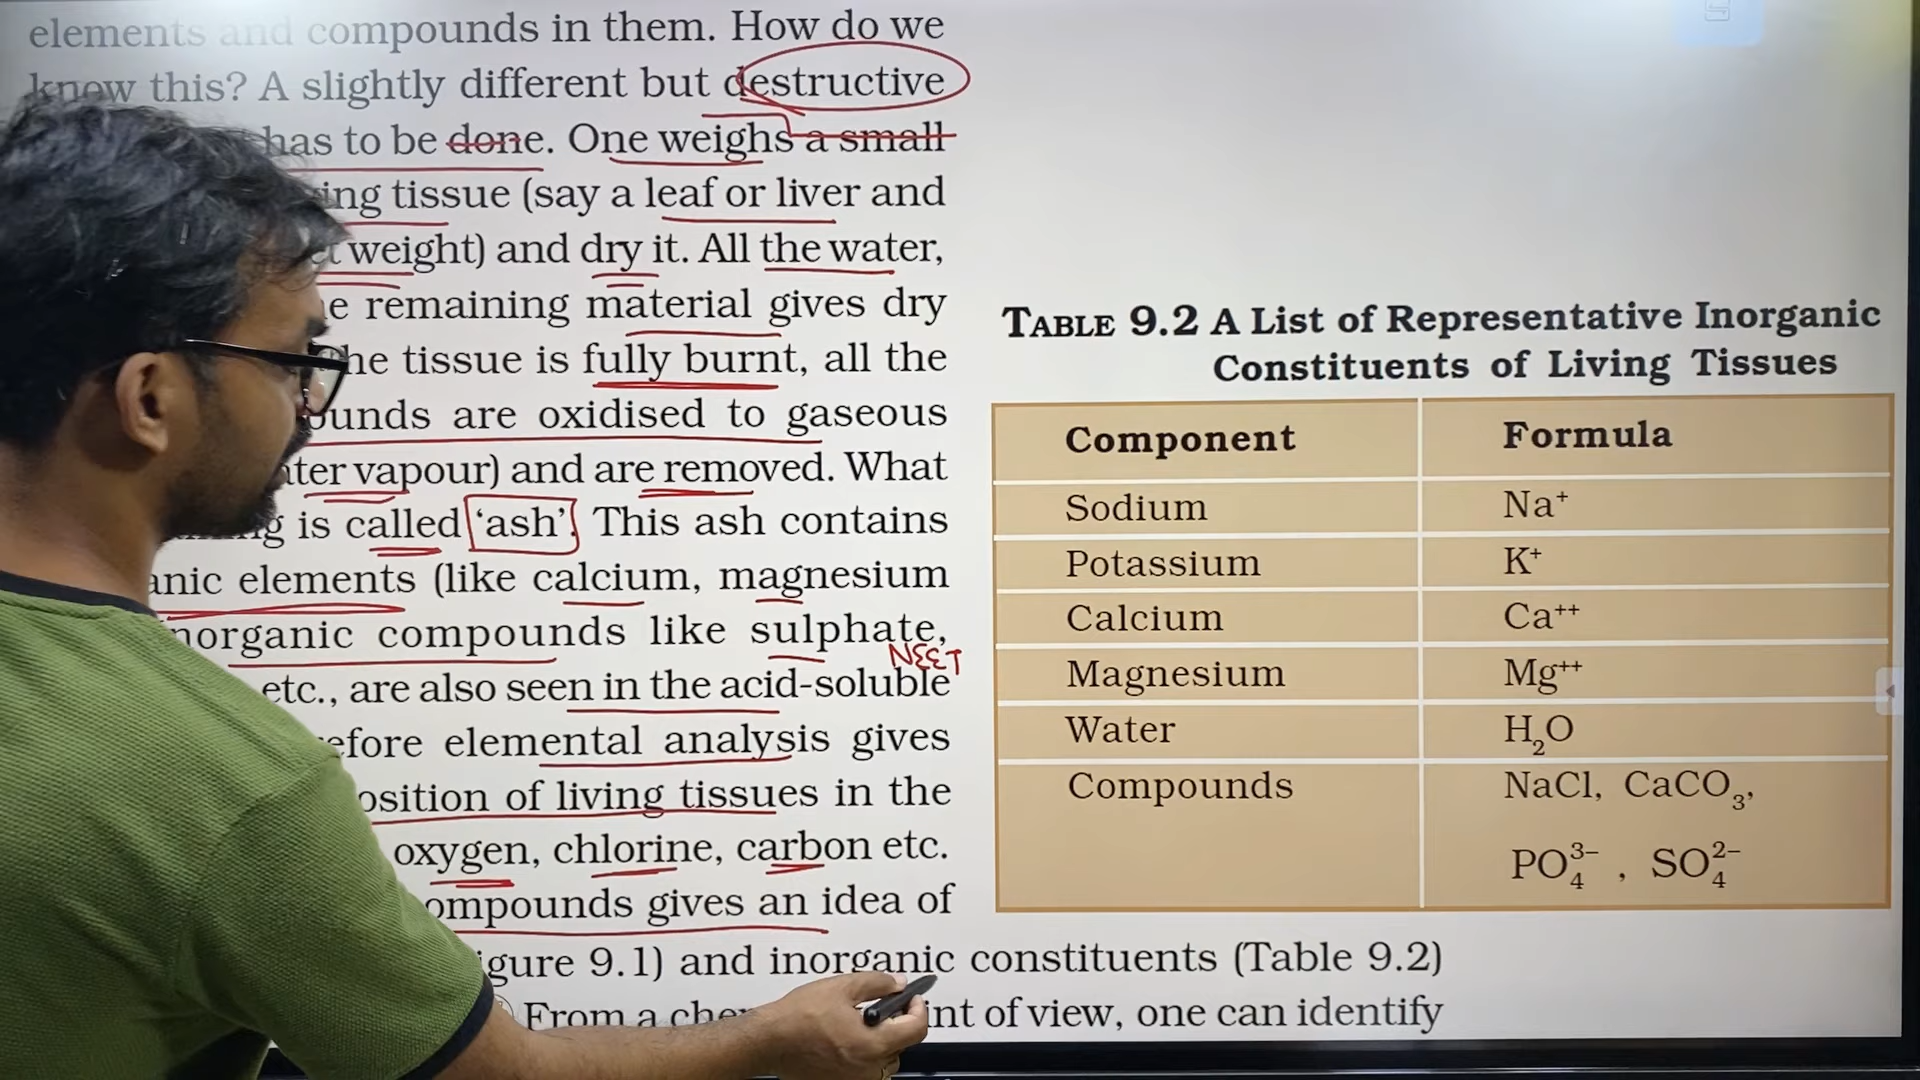 elements and compounds in them. How do we
know this? A slightly different but destructive
has to be done. One weighs a small
ing tissue (say a leaf or liver and
weight) and dry it. All the water,
e remaining material gives dry
he tissue is fully burnt, all the
ounds are oxidised to gaseous
ter vapour) and are removed. What
g is called ‘ash’. This ash contains
anic elements (like calcium, magnesium
norganic compounds like sulphate,
NEET
etc., are also seen in the acid-soluble
efore elemental analysis gives
osition of living tissues in the
oxygen, chlorine, carbon etc.
ompounds gives an idea of
igure 9.1) and inorganic constituents (Table 9.2)
From a int of view, one can identify
TABLE 9.2 A List of Representative Inorganic
Constituents of Living Tissues
Component Formula
Sodium Na⁺
Potassium K⁺
Calcium Ca⁺⁺
Magnesium Mg⁺⁺
Water H₂O
Compounds NaCl, CaCO₃,
PO₄³⁻ , SO₄²⁻